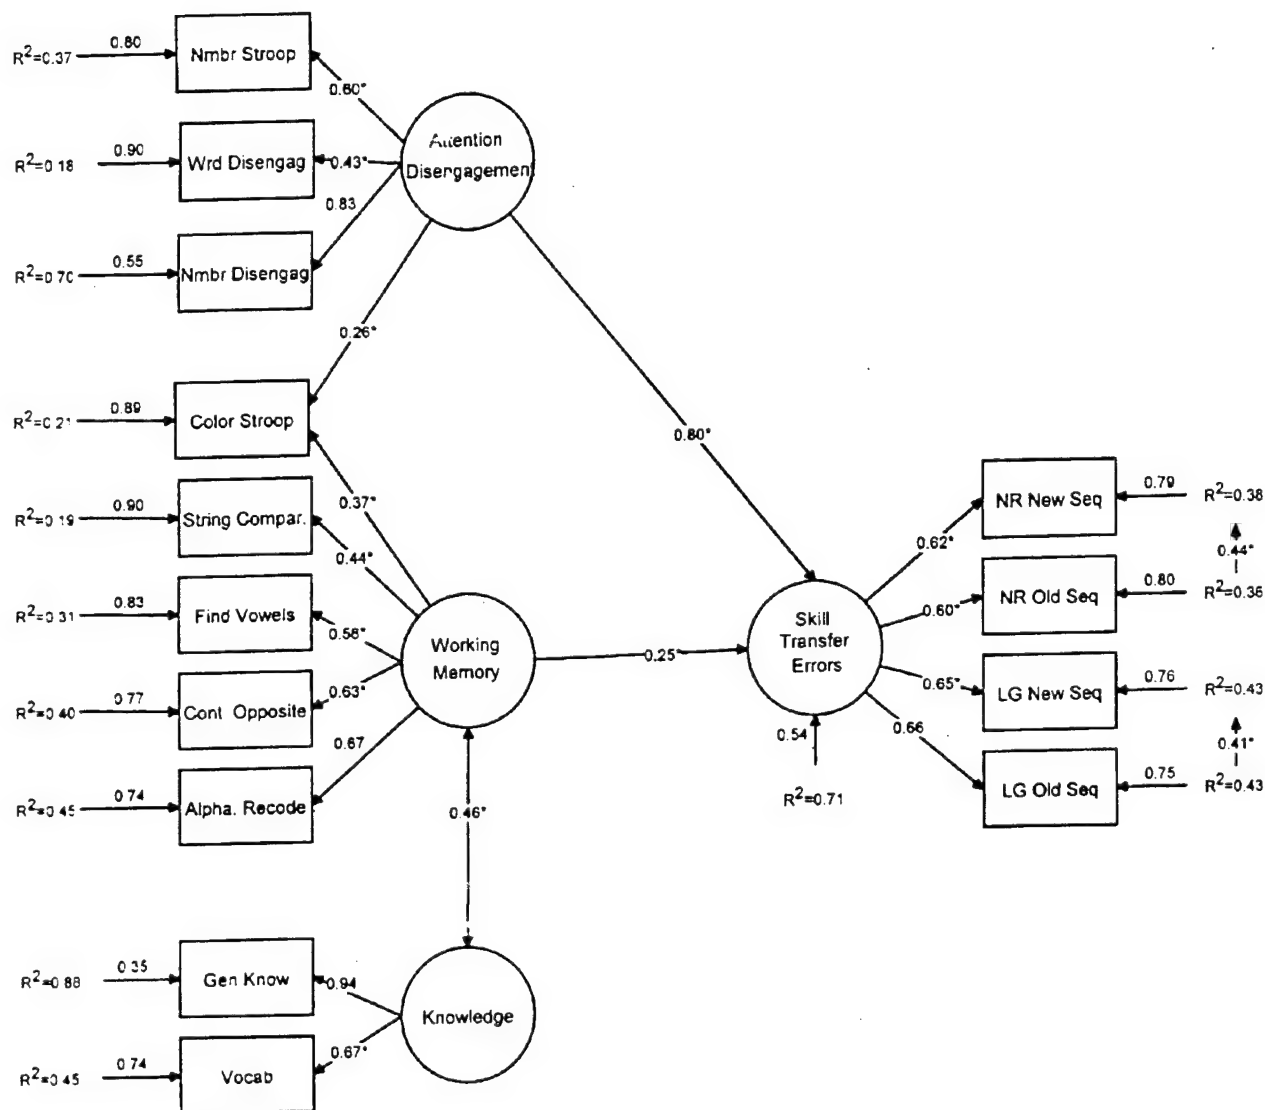 R2=0.37 0.80 Nmbr Stroop
0.60*
R2=0.18 0.90 Wrd Disengag 0.43*
Attention
Disengagement
0.83
R2=0.70 0.55 Nmbr Disengag
0.26*
R2=0.21 0.89 Color Stroop
0.80*
0.37*
R2=0.19 0.90 String Compar.
0.44*
NR New Seq 0.79 R2=0.38
0.62*
0.44*
R2=0.31 0.83 Find Vowels
0.60* NR Old Seq 0.80 R2=0.36
0.58*
Working
Memory
Skill
Transfer
Errors
0.25*
0.63*
R2=0.40 0.77 Cont Opposite
0.65* LG New Seq 0.76 R2=0.43
0.67
0.54
0.66
0.41*
R2=0.45 0.74 Alpha. Recode
R2=0.71
LG Old Seq 0.75 R2=0.43
0.46*
R2=0.88 0.35 Gen Know 0.94
Knowledge
0.67*
R2=0.45 0.74 Vocab